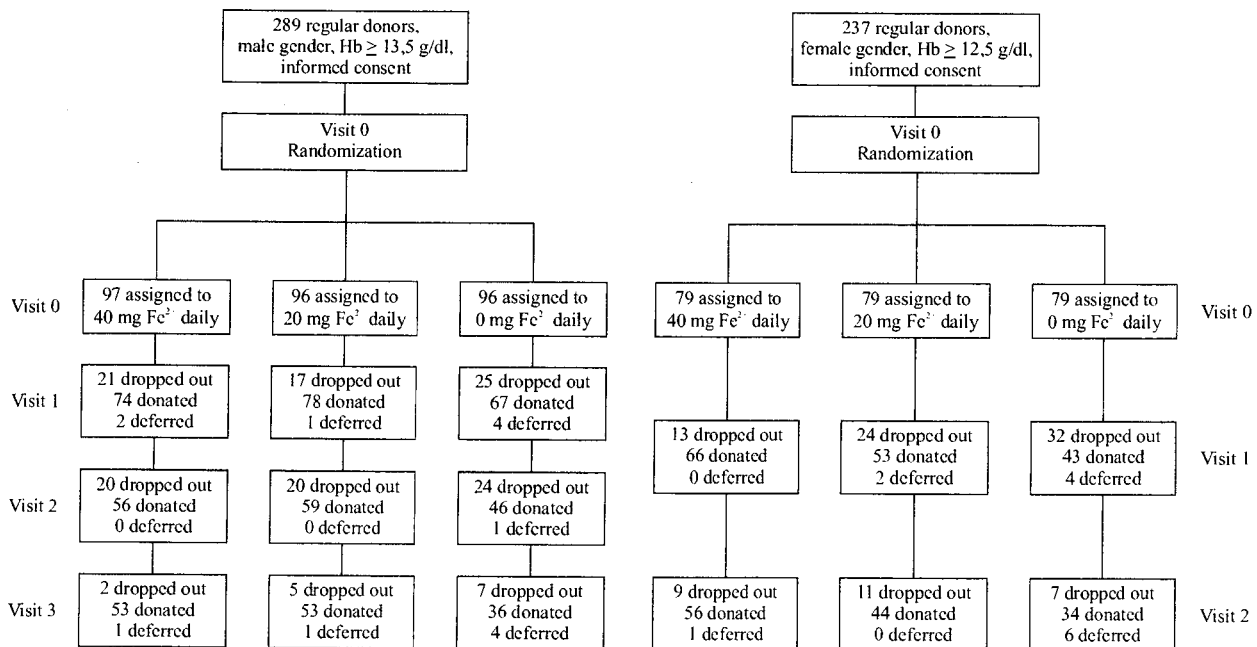 289 regular donors,
male gender, Hb ≥ 13,5 g/dl,
informed consent
Visit 0
Randomization
Visit 0
97 assigned to
40 mg Fe²⁺ daily
96 assigned to
20 mg Fe² daily
96 assigned to
0 mg Fe² daily
Visit 1
21 dropped out
74 donated
2 deferred
17 dropped out
78 donated
1 deferred
25 dropped out
67 donated
4 deferred
Visit 2
20 dropped out
56 donated
0 deferred
20 dropped out
59 donated
0 deferred
24 dropped out
46 donated
1 deferred
Visit 3
2 dropped out
53 donated
1 deferred
5 dropped out
53 donated
1 deferred
7 dropped out
36 donated
4 deferred
237 regular donors,
female gender, Hb ≥ 12,5 g/dl,
informed consent
Visit 0
Randomization
79 assigned to
40 mg Fe²⁺ daily
79 assigned to
20 mg Fe²⁺ daily
79 assigned to
0 mg Fe² daily
Visit 0
13 dropped out
66 donated
0 deferred
24 dropped out
53 donated
2 deferred
32 dropped out
43 donated
4 deferred
Visit 1
9 dropped out
56 donated
1 deferred
11 dropped out
44 donated
0 deferred
7 dropped out
34 donated
6 deferred
Visit 2